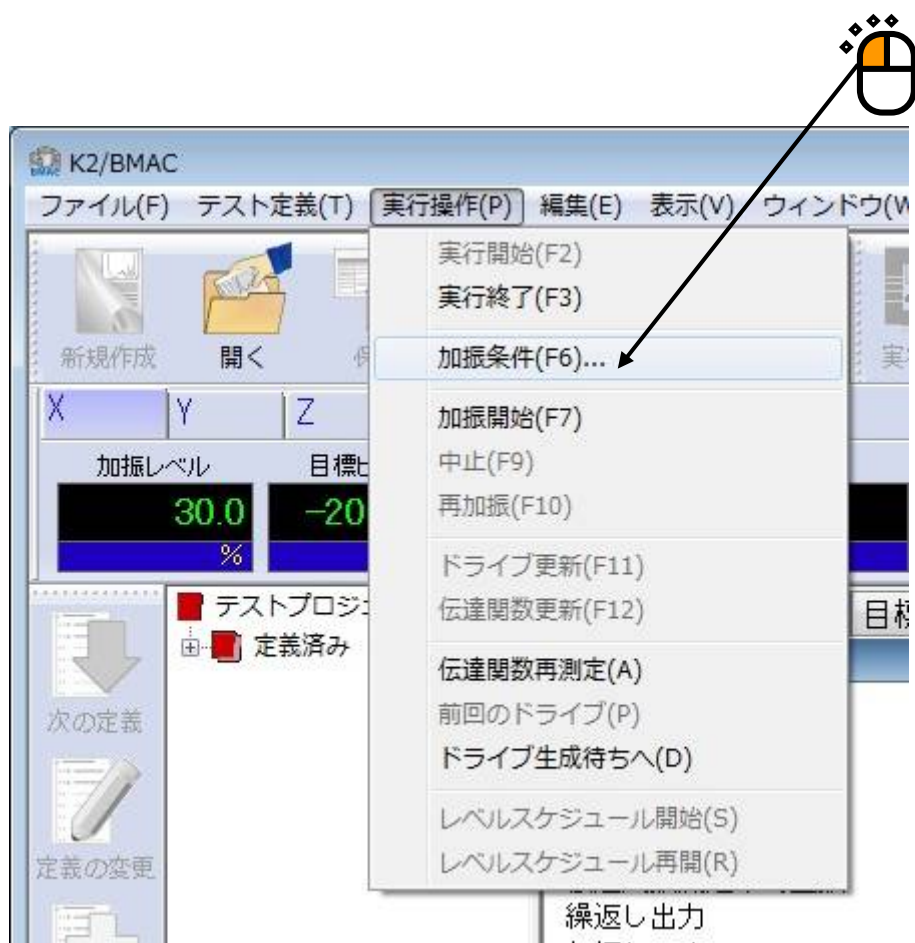 K2/BMAC
ファイル(F) テスト定義(T) 実行操作(P) 編集(E) 表示(V) ウィンドウ(W
実行開始(F2)
実行終了(F3)
加振条件(F6)...
加振開始(F7)
中止(F9)
再加振(F10)
ドライブ更新(F11)
伝達関数更新(F12)
伝達関数再測定(A)
前回のドライブ(P)
ドライブ生成待ちへ(D)
レベルスケジュール開始(S)
レベルスケジュール再開(R)
BMAC
新規作成 開く
X Y Z
加振レベル 目標
30.0 -20
%
テストプロジ
定義済み
次の定義
定義の変更
目標
繰返し出力